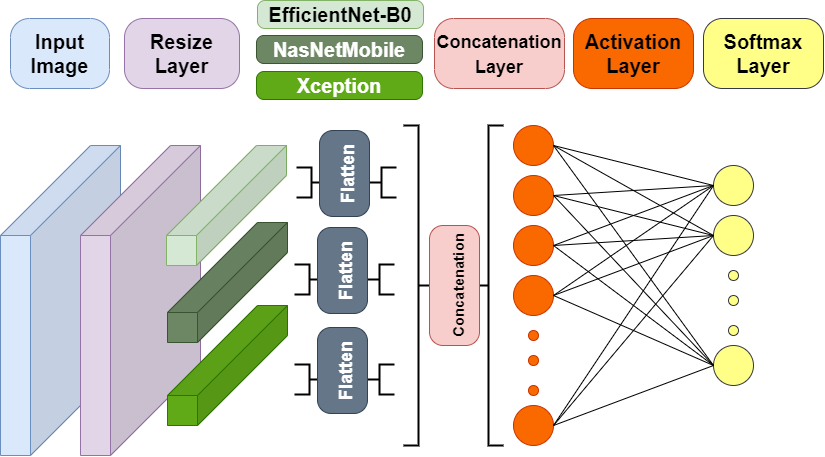 Input
Image
Resize
Layer
EfficientNet-B0
NasNetMobile
Xception
Concatenation
Layer
Activation
Layer
Softmax
Layer
Flatten
Flatten
Flatten
Concatenation